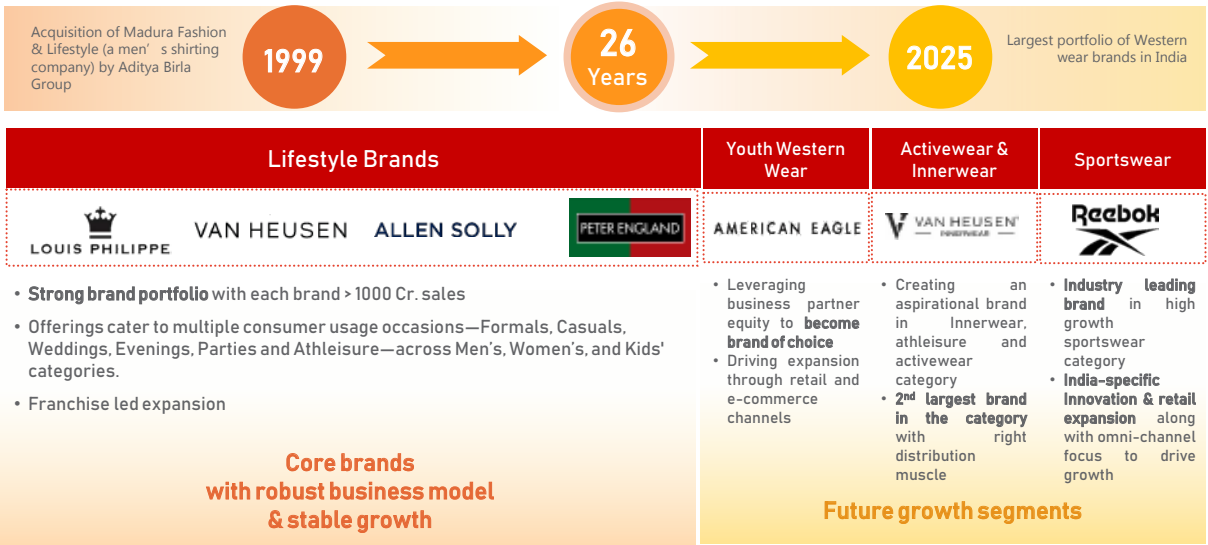 Acquisition of Madura Fashion
& Lifestyle (a men’ s shirting
company) by Aditya Birla
Group
1999
26
Years
2025
Largest portfolio of Western
wear brands in India
Lifestyle Brands
LOUIS PHILIPPE
VAN HEUSEN
ALLEN SOLLY
PETER ENGLAND
• Strong brand portfolio with each brand > 1000 Cr. sales
• Offerings cater to multiple consumer usage occasions—Formals, Casuals,
Weddings, Evenings, Parties and Athleisure—across Men's, Women's, and Kids'
categories.
• Franchise led expansion
Core brands
with robust business model
& stable growth
Youth Western
Wear
AMERICAN EAGLE
• Leveraging
business partner
equity to become
brand of choice
• Driving expansion
through retail and
e-commerce
channels
Activewear &
Innerwear
VAN HEUSEN
INNERWEAR
• Creating an
aspirational brand
in Innerwear,
athleisure and
activewear
category
• 2nd largest brand
in the category
with right
distribution
muscle
Sportswear
Reebok
• Industry leading
brand in high
growth
sportswear
category
• India-specific
Innovation & retail
expansion along
with omni-channel
focus to drive
growth
Future growth segments